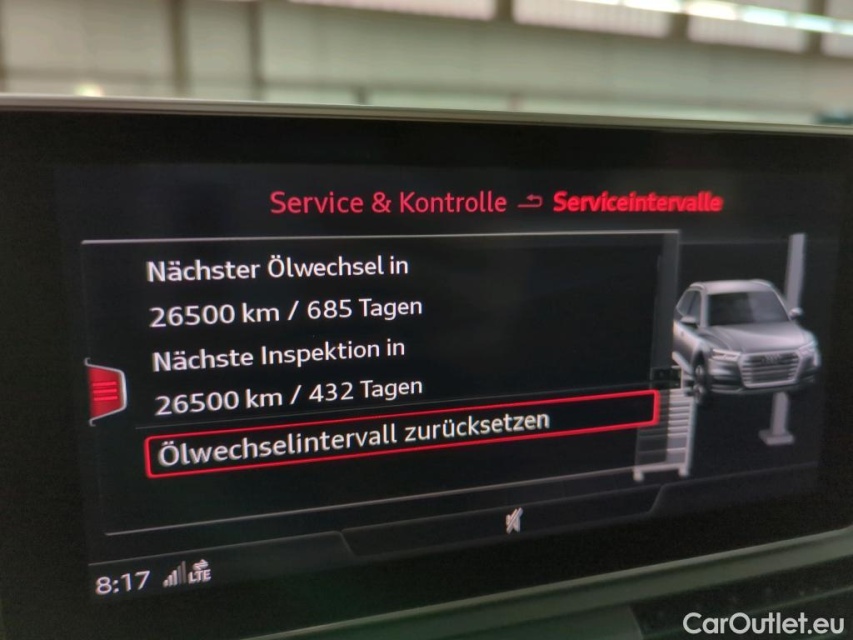 Service & Kontrolle Serviceintervalle
Nächster Ölwechsel in
26500 km / 685 Tagen
Nächste Inspektion in
26500 km / 432 Tagen
Ölwechselintervall zurücksetzen
8:17 LTE
CarOutlet.eu